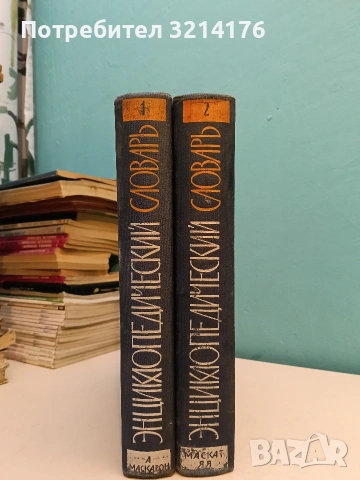 Потребител 3214176
1
ЭНЦИКЛОПЕДИЧЕСКИЙ СЛОВАРЬ
А
МАСКАРОН
2
ЭНЦИКЛОПЕДИЧЕСКИЙ СЛОВАРЬ
МАСКАТ
ЯЯ
BAZAR